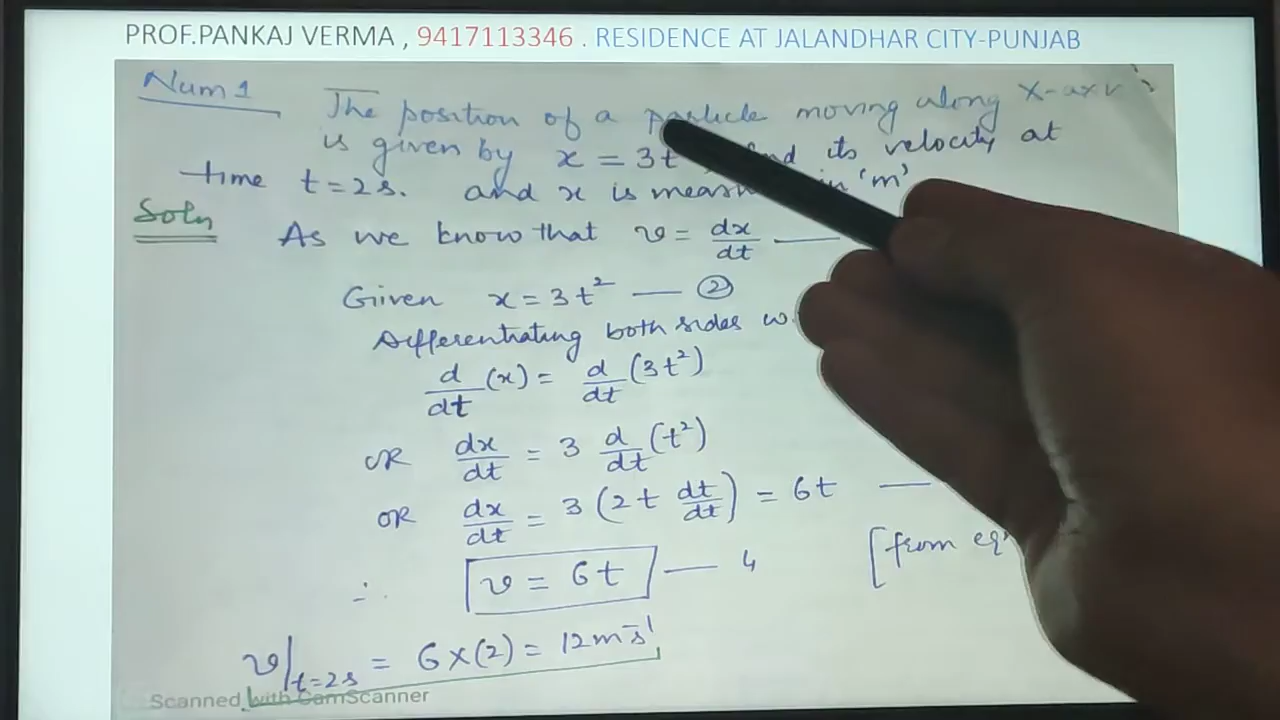 PROF.PANKAJ VERMA , 9417113346 . RESIDENCE AT JALANDHAR CITY-PUNJAB
Num 1 The position of a particle moving along x-axis
is given by x = 3t its velocity at
time t = 2s. and x is in 'm'
Soln As we know that v = dx/dt —
Given x = 3t² — ②
Differentiating both sides w.
d/dt (x) = d/dt (3t²)
OR dx/dt = 3 d/dt (t²)
OR dx/dt = 3 (2t dt/dt) = 6t —
∴ v = 6t — 4 [from eq
v|t=2s = 6×(2) = 12ms⁻¹
Scanned with CamScanner